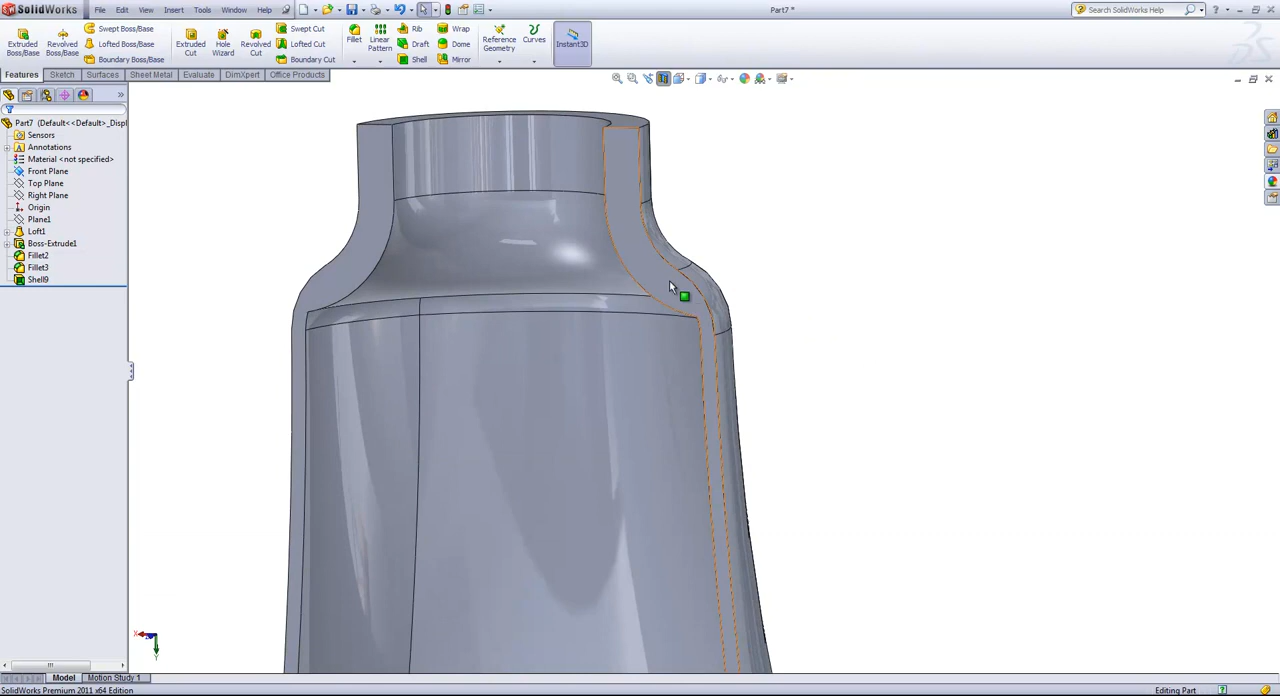 SolidWorks File Edit View Insert Tools Window Help Part7 * Search SolidWorks Help
Extruded Boss/Base
Revolved Boss/Base
Swept Boss/Base
Lofted Boss/Base
Boundary Boss/Base
Extruded Cut
Hole Wizard
Revolved Cut
Swept Cut
Lofted Cut
Boundary Cut
Fillet
Linear Pattern
Rib
Draft
Shell
Wrap
Dome
Mirror
Reference Geometry
Curves
Instant3D
Features Sketch Surfaces Sheet Metal Evaluate DimXpert Office Products
Part7 (Default<<Default>_Displ
Sensors
Annotations
Material <not specified>
Front Plane
Top Plane
Right Plane
Origin
Plane1
Loft1
Boss-Extrude1
Fillet2
Fillet3
Shell9
X
Y
Model Motion Study 1
SolidWorks Premium 2011 x64 Edition Editing Part